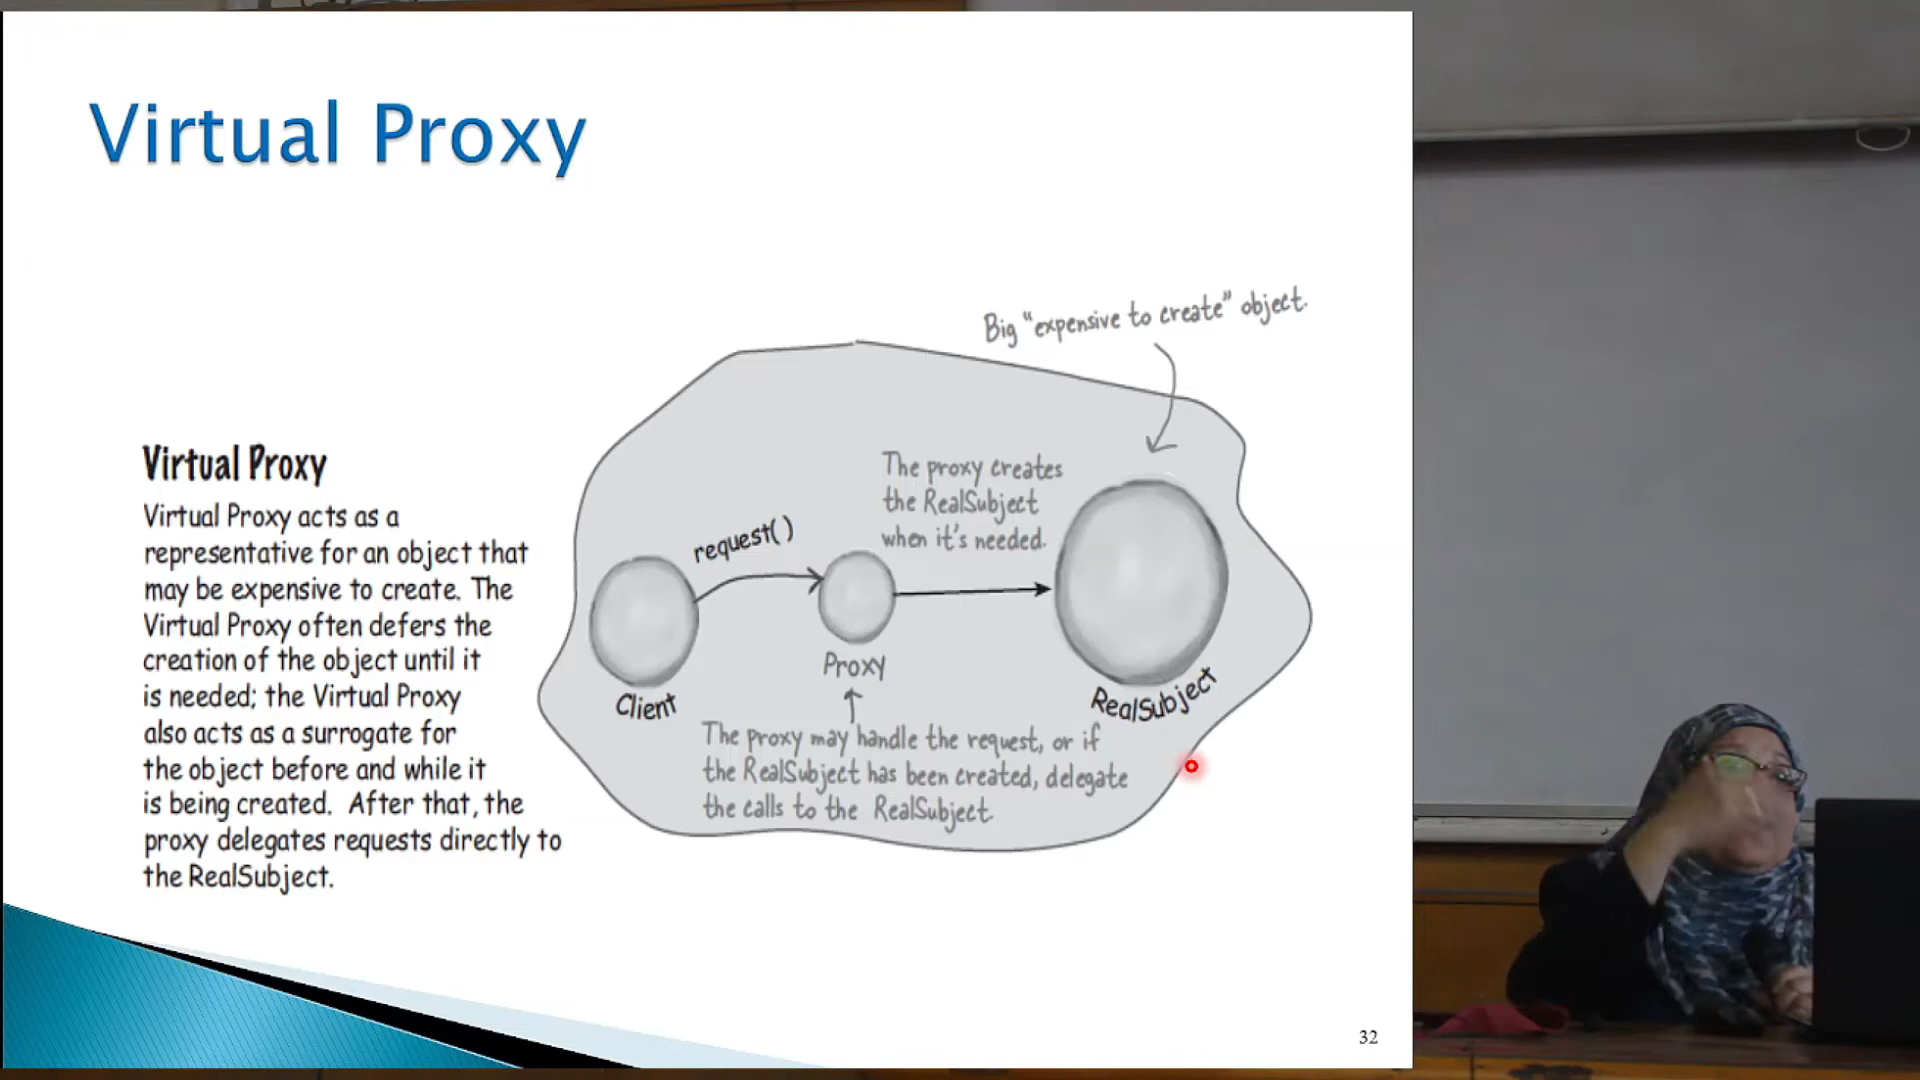 Virtual Proxy
Big "expensive to create" object.
Virtual Proxy
Virtual Proxy acts as a
representative for an object that
may be expensive to create. The
Virtual Proxy often defers the
creation of the object until it
is needed; the Virtual Proxy
also acts as a surrogate for
the object before and while it
is being created. After that, the
proxy delegates requests directly to
the RealSubject.
The proxy creates
the RealSubject
when it's needed.
request()
Proxy
Client
RealSubject
The proxy may handle the request, or if
the RealSubject has been created, delegate
the calls to the RealSubject.
32